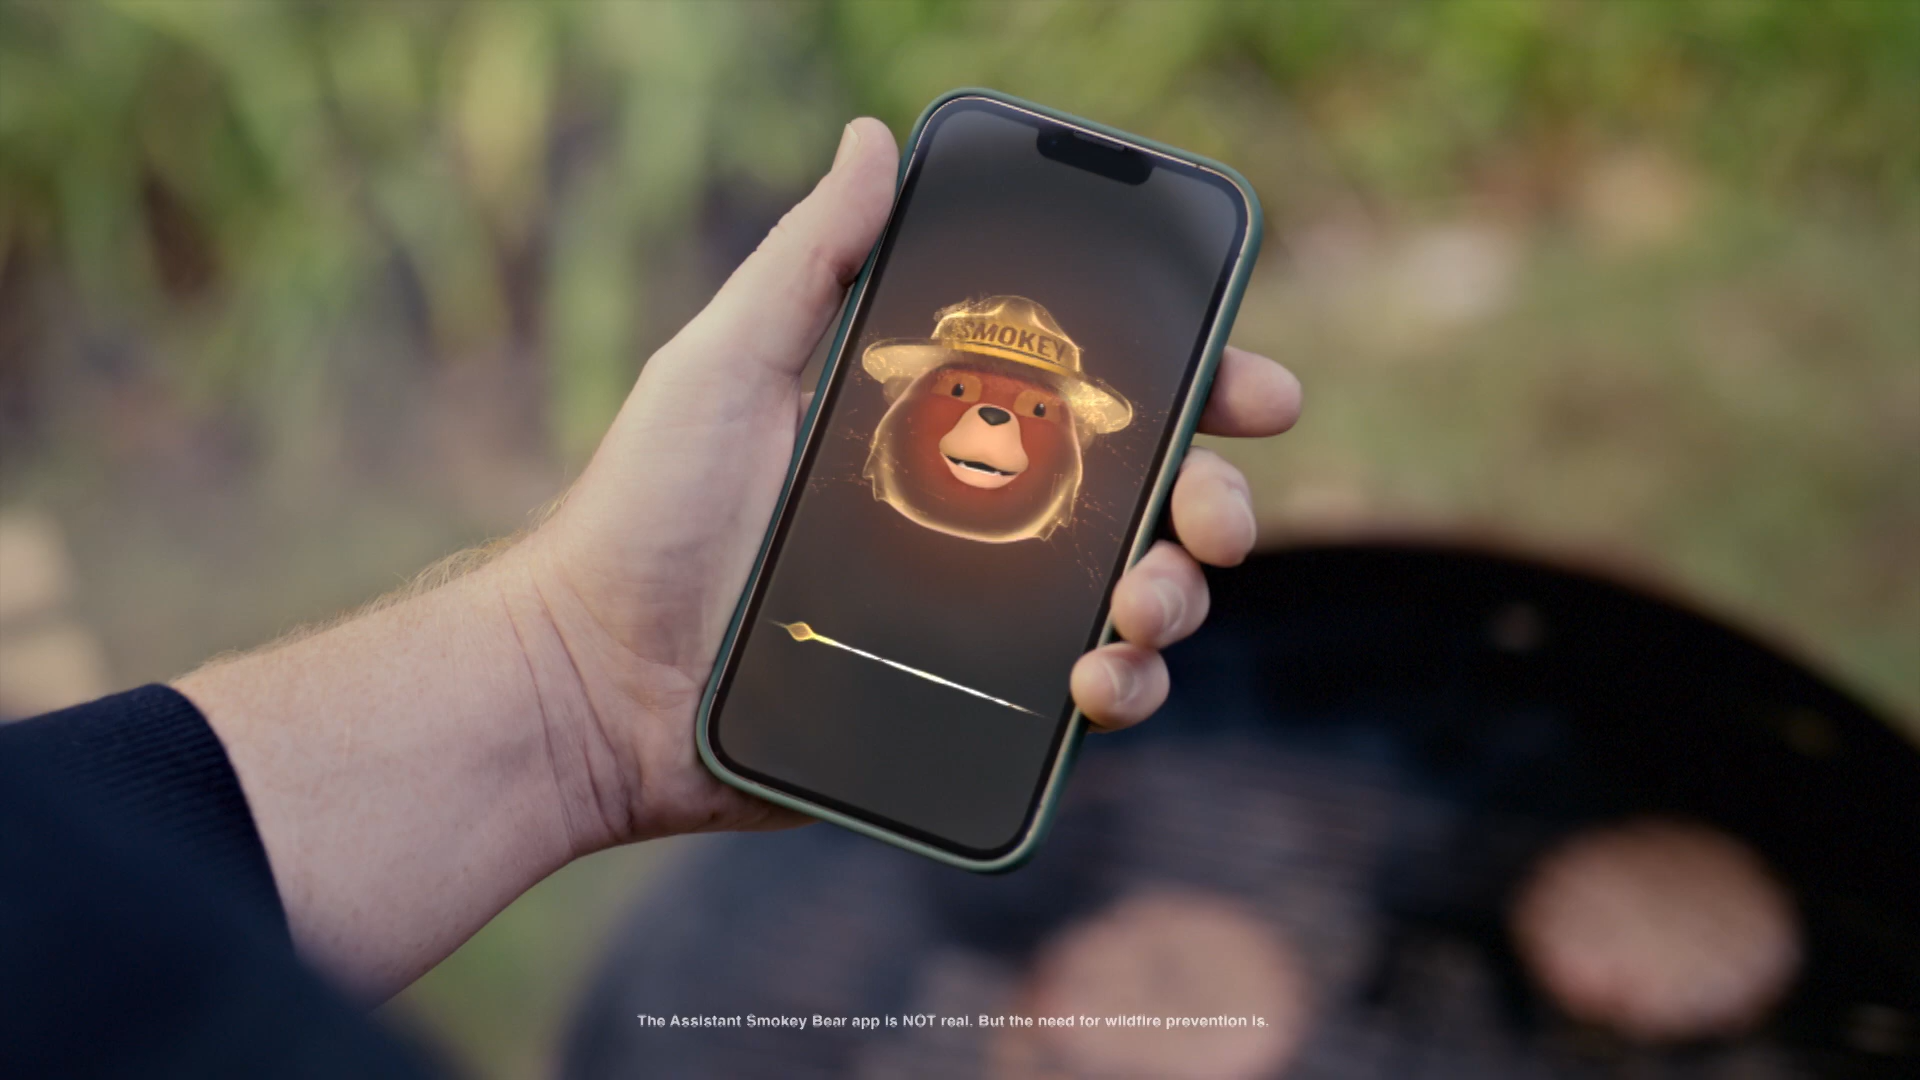 SMOKEY
The Assistant Smokey Bear app is NOT real. But the need for wildfire prevention is.